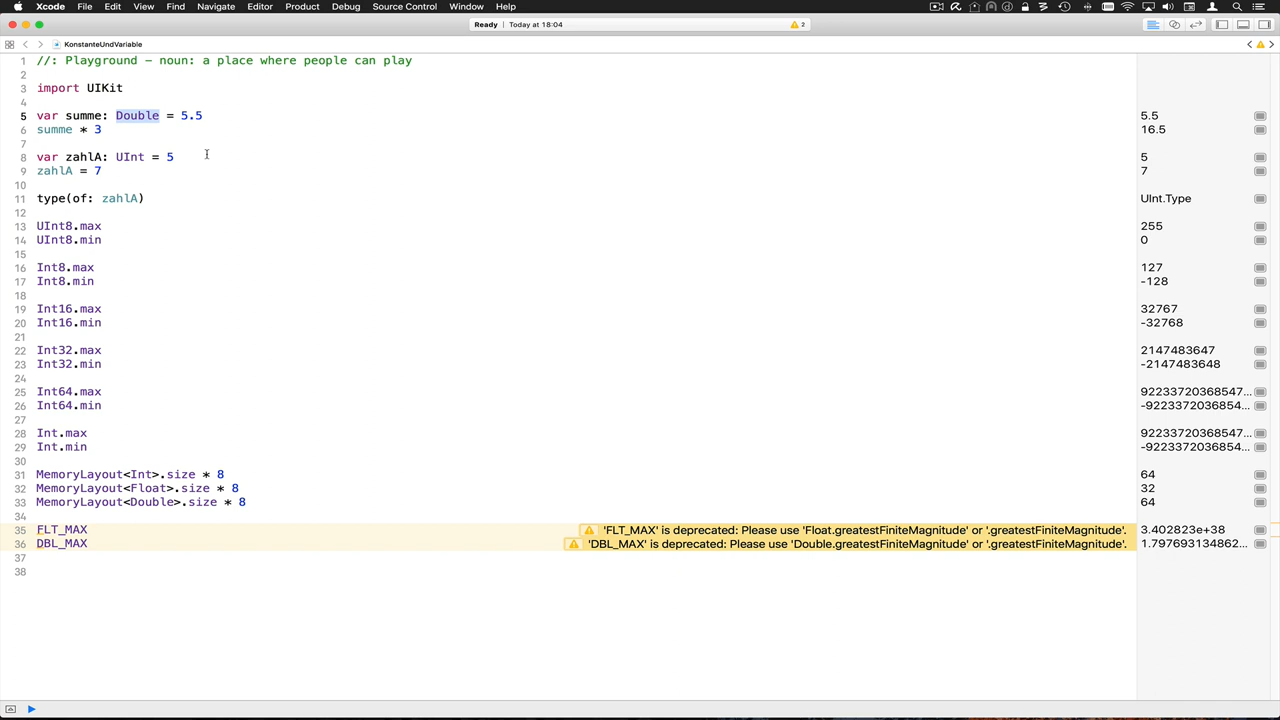 Xcode File Edit View Find Navigate Editor Product Debug Source Control Window Help
Ready Today at 18:04 2
KonstanteUndVariable
1 //: Playground – noun: a place where people can play
2
3 import UIKit
4
5 var summe: Double = 5.5 5.5
6 summe * 3 16.5
7
8 var zahlA: UInt = 5 5
9 zahlA = 7 7
10
11 type(of: zahlA) UInt.Type
12
13 UInt8.max 255
14 UInt8.min 0
15
16 Int8.max 127
17 Int8.min -128
18
19 Int16.max 32767
20 Int16.min -32768
21
22 Int32.max 2147483647
23 Int32.min -2147483648
24
25 Int64.max 92233720368547...
26 Int64.min -9223372036854...
27
28 Int.max 92233720368547...
29 Int.min -9223372036854...
30
31 MemoryLayout<Int>.size * 8 64
32 MemoryLayout<Float>.size * 8 32
33 MemoryLayout<Double>.size * 8 64
34
35 FLT_MAX 'FLT_MAX' is deprecated: Please use 'Float.greatestFiniteMagnitude' or '.greatestFiniteMagnitude'. 3.402823e+38
36 DBL_MAX 'DBL_MAX' is deprecated: Please use 'Double.greatestFiniteMagnitude' or '.greatestFiniteMagnitude'. 1.797693134862...
37
38